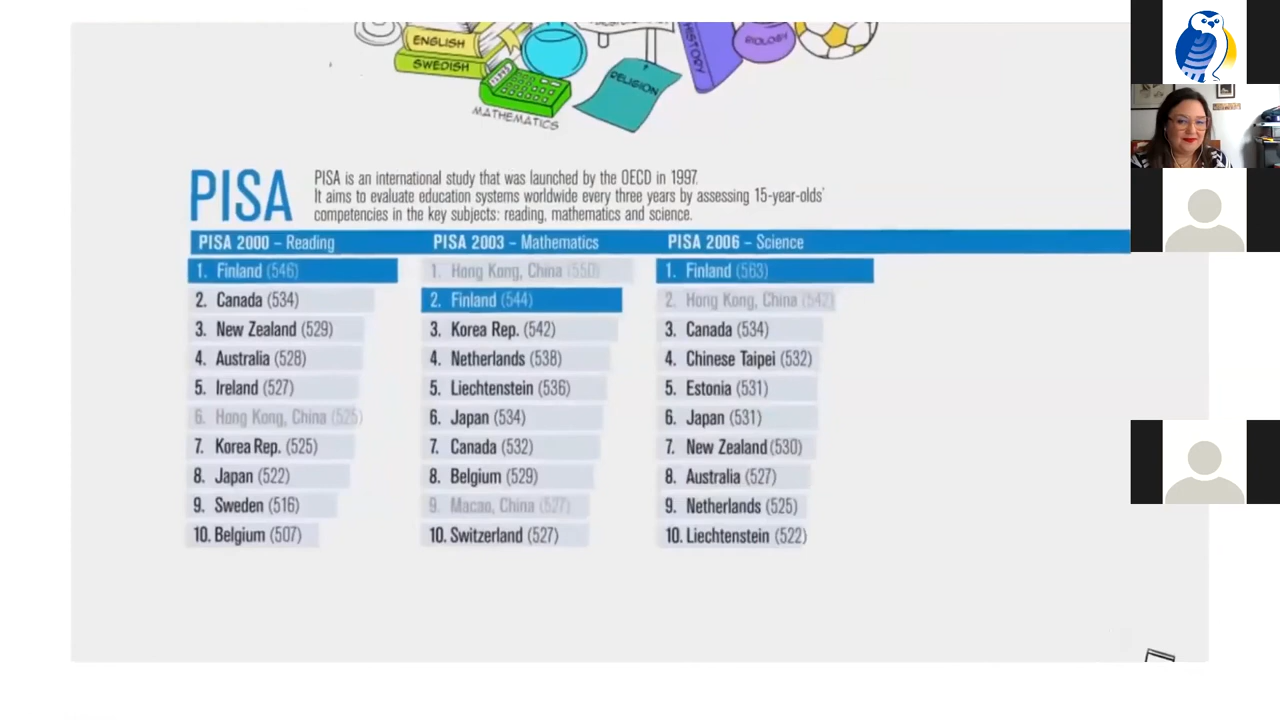 ENGLISH
SWEDISH
MATHEMATICS
RELIGION
HISTORY
BIOLOGY
PISA
PISA is an international study that was launched by the OECD in 1997.
It aims to evaluate education systems worldwide every three years by assessing 15-year-olds'
competencies in the key subjects: reading, mathematics and science.
PISA 2000 – Reading
1. Finland (546)
2. Canada (534)
3. New Zealand (529)
4. Australia (528)
5. Ireland (527)
6. Hong Kong, China (525)
7. Korea Rep. (525)
8. Japan (522)
9. Sweden (516)
10. Belgium (507)
PISA 2003 – Mathematics
1. Hong Kong, China (550)
2. Finland (544)
3. Korea Rep. (542)
4. Netherlands (538)
5. Liechtenstein (536)
6. Japan (534)
7. Canada (532)
8. Belgium (529)
9. Macao, China (527)
10. Switzerland (527)
PISA 2006 – Science
1. Finland (563)
2. Hong Kong, China (542)
3. Canada (534)
4. Chinese Taipei (532)
5. Estonia (531)
6. Japan (531)
7. New Zealand (530)
8. Australia (527)
9. Netherlands (525)
10. Liechtenstein (522)